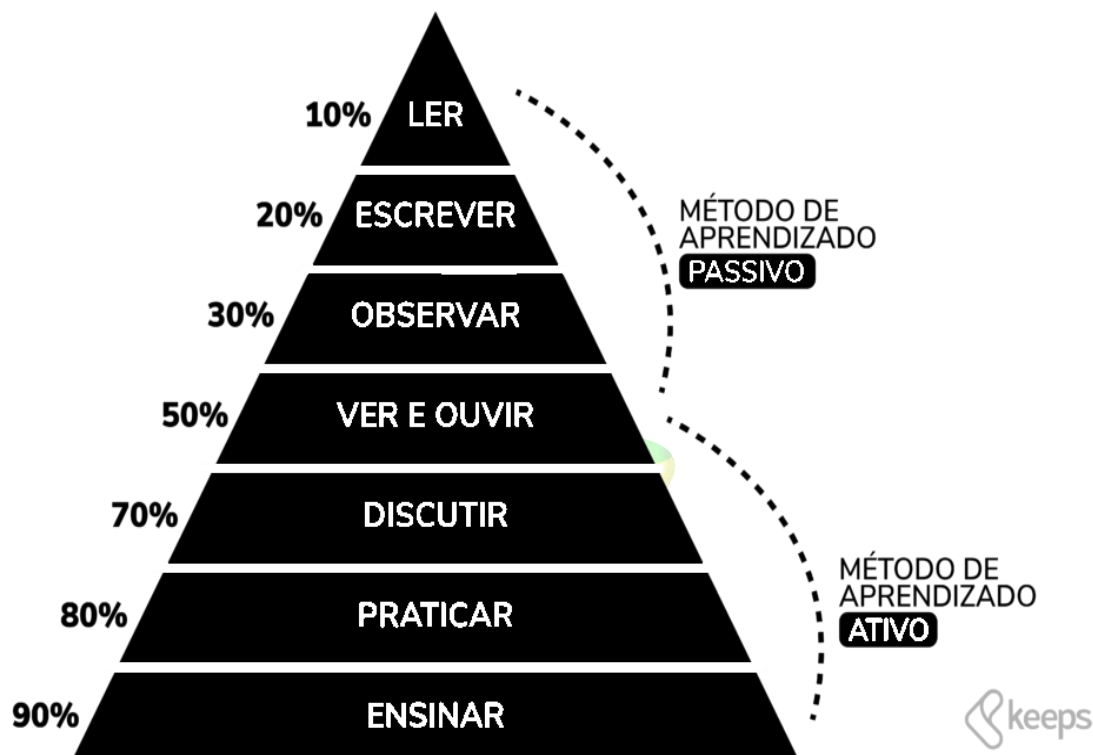 10% LER
20% ESCREVER
30% OBSERVAR
MÉTODO DE
APRENDIZADO
PASSIVO
50% VER E OUVIR
70% DISCUTIR
80% PRATICAR
MÉTODO DE
APRENDIZADO
ATIVO
90% ENSINAR
keeps